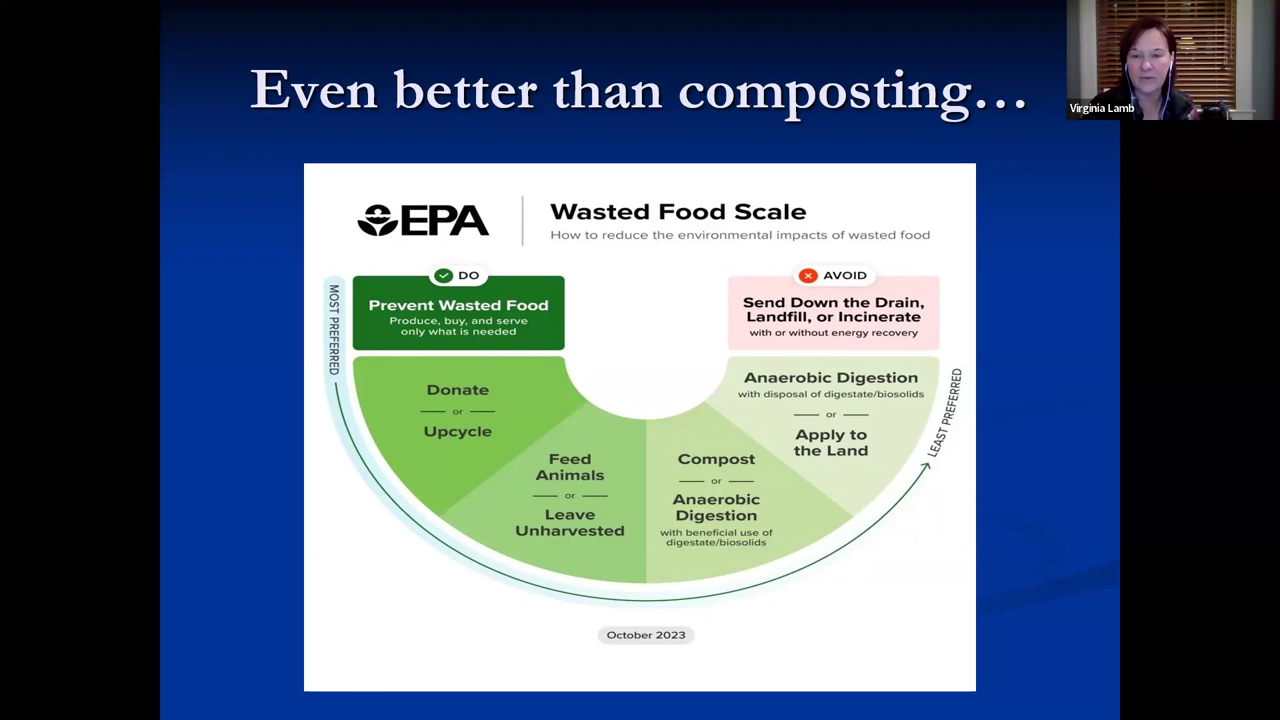 Even better than composting...
Virginia Lamb
EPA
Wasted Food Scale
How to reduce the environmental impacts of wasted food
DO
Prevent Wasted Food
Produce, buy, and serve
only what is needed
AVOID
Send Down the Drain,
Landfill, or Incinerate
with or without energy recovery
MOST PREFERRED
Donate
or
Upcycle
Feed
Animals
or
Leave
Unharvested
Compost
or
Anaerobic
Digestion
with beneficial use of
digestate/biosolids
Anaerobic Digestion
with disposal of digestate/biosolids
or
Apply to
the Land
LEAST PREFERRED
October 2023